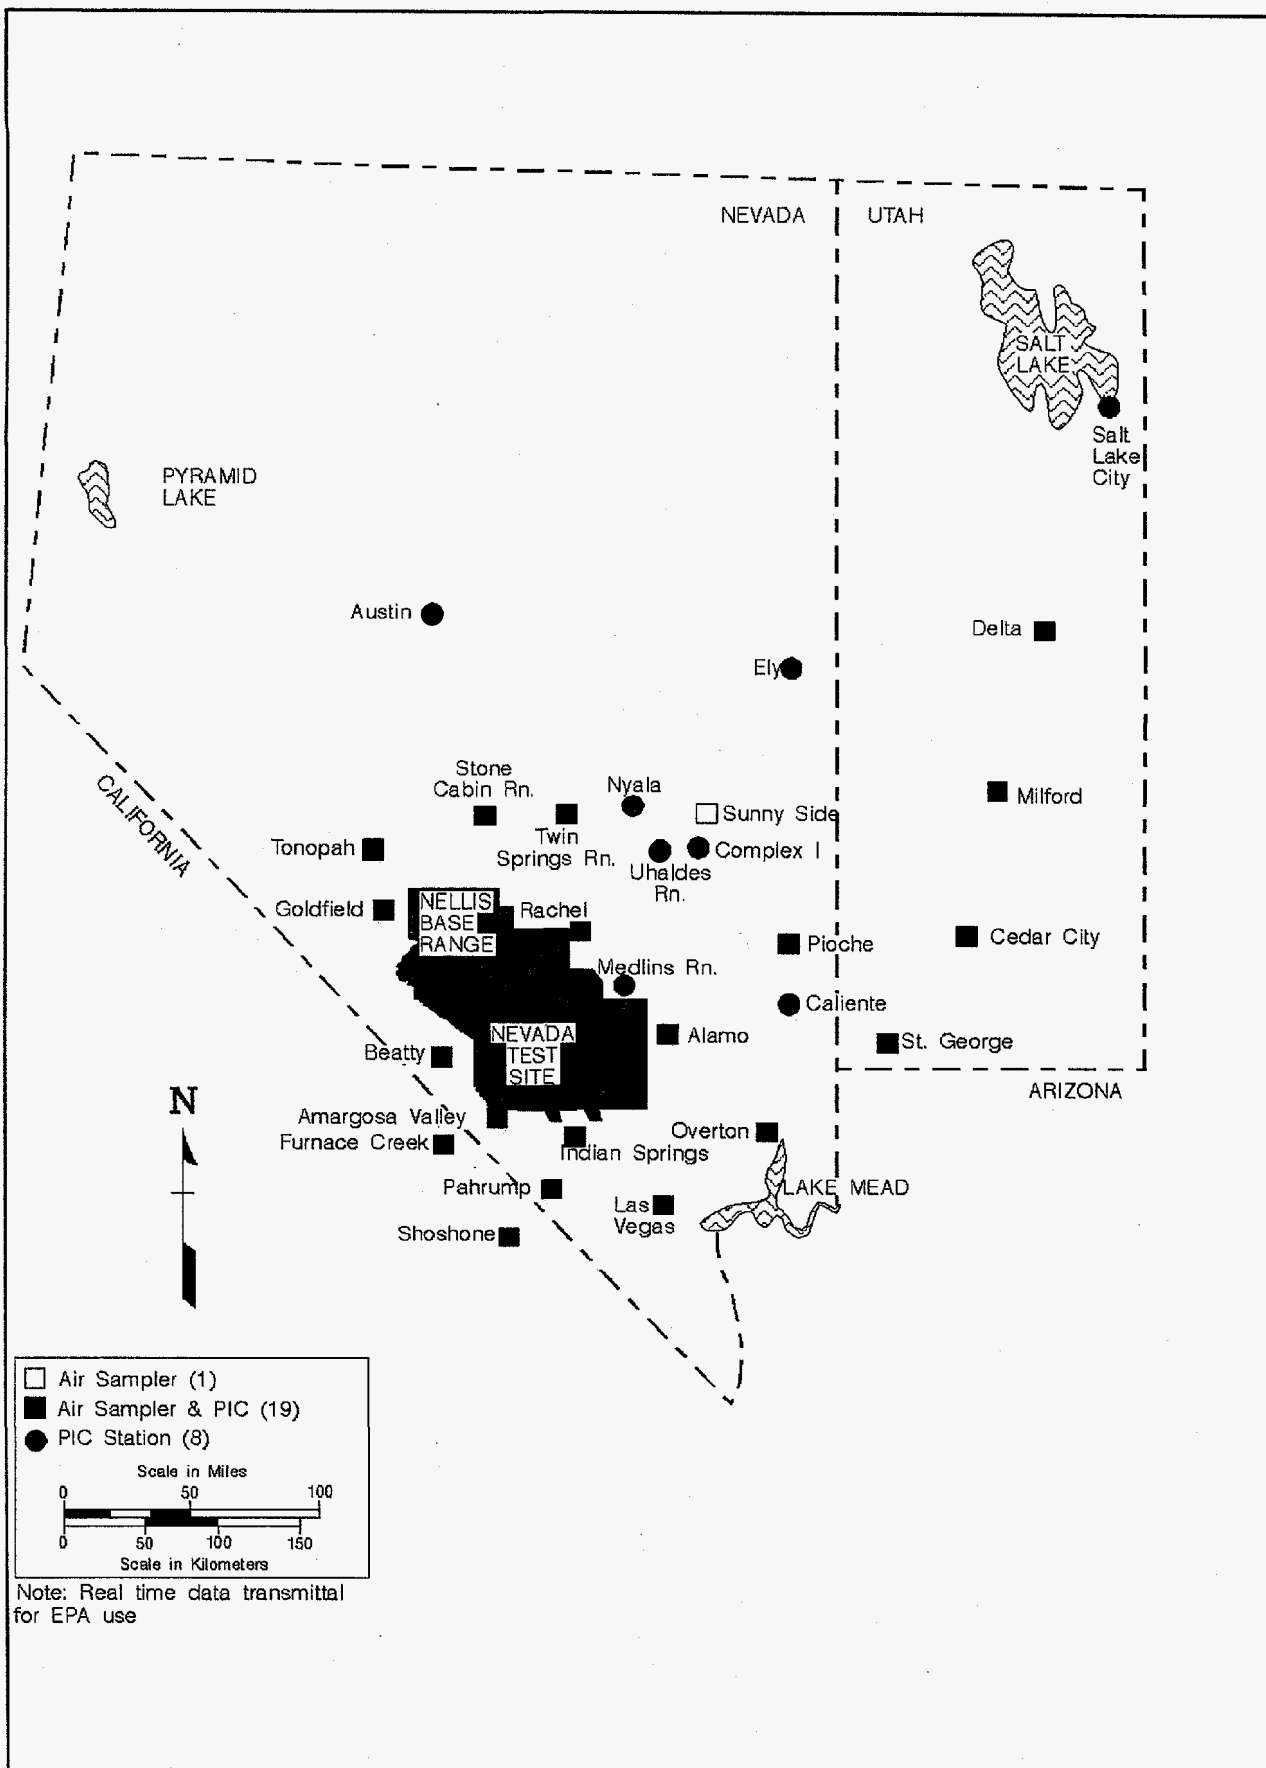 NEVADA
UTAH
SALT
LAKE
Salt
Lake
City
PYRAMID
LAKE
Austin
Delta
Ely
CALIFORNIA
Stone
Cabin Rn.
Nyala
Sunny Side
Milford
Twin
Springs Rn.
Tonopah
Complex I
Uhaldes
Rn.
Goldfield
NELLIS
BASE
RANGE
Rachel
Pioche
Cedar City
Medlins Rn.
Caliente
NEVADA
TEST
SITE
Alamo
St. George
Beatty
ARIZONA
N
Amargosa Valley
Furnace Creek
Overton
Indian Springs
Pahrump
LAKE MEAD
Las
Vegas
Shoshone
Air Sampler (1)
Air Sampler & PIC (19)
PIC Station (8)
Scale in Miles
0 50 100
0 50 100 150
Scale in Kilometers
Note: Real time data transmittal
for EPA use